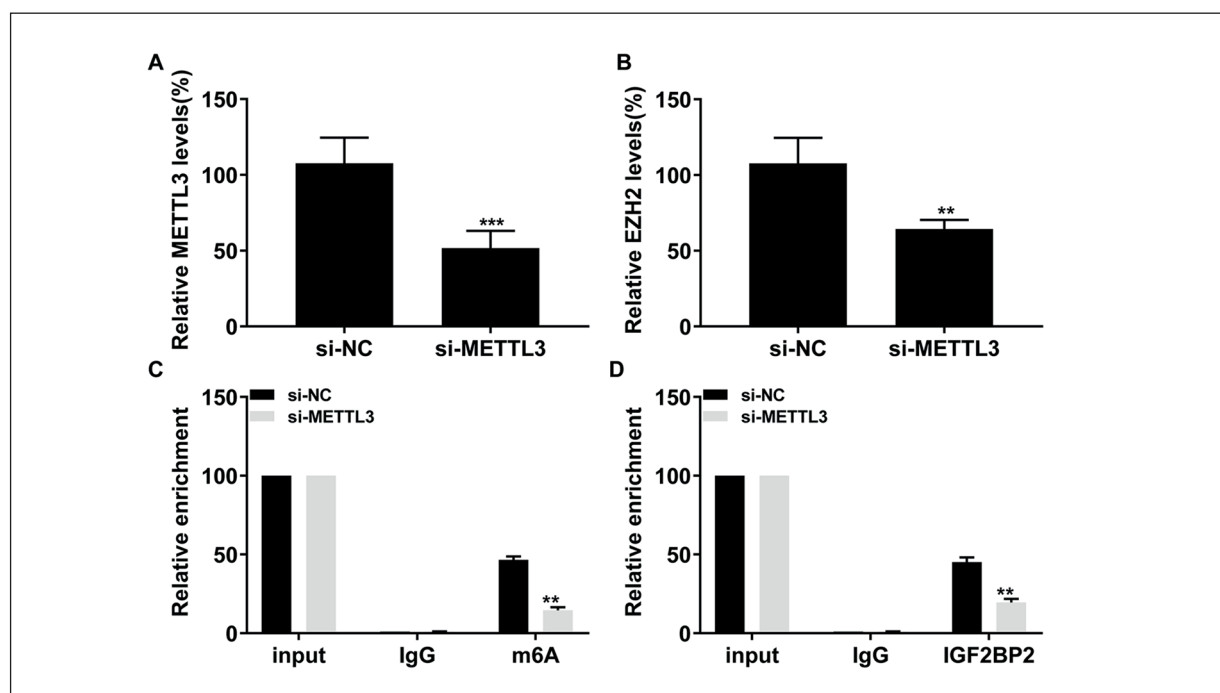 A
Relative METTL3 levels(%)
150
100
50
0
***
si-NC
si-METTL3
B
Relative EZH2 levels(%)
150
100
50
0
**
si-NC
si-METTL3
C
si-NC
si-METTL3
Relative enrichment
150
100
50
0
**
input
IgG
m6A
D
si-NC
si-METTL3
Relative enrichment
150
100
50
0
**
input
IgG
IGF2BP2